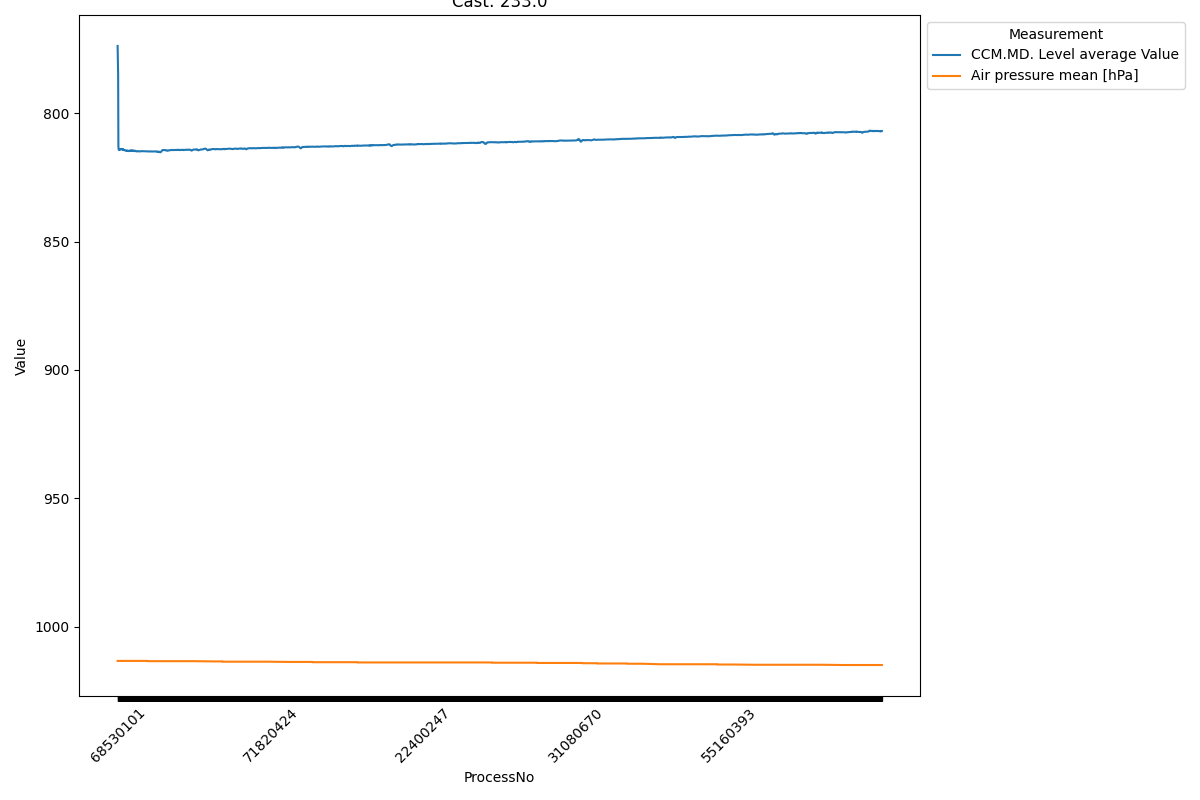 Cast: 233.0
Measurement
CCM.MD. Level average Value
Air pressure mean [hPa]
800
850
900
950
1000
Value
68530101
71820424
22400247
31080670
55160393
ProcessNo